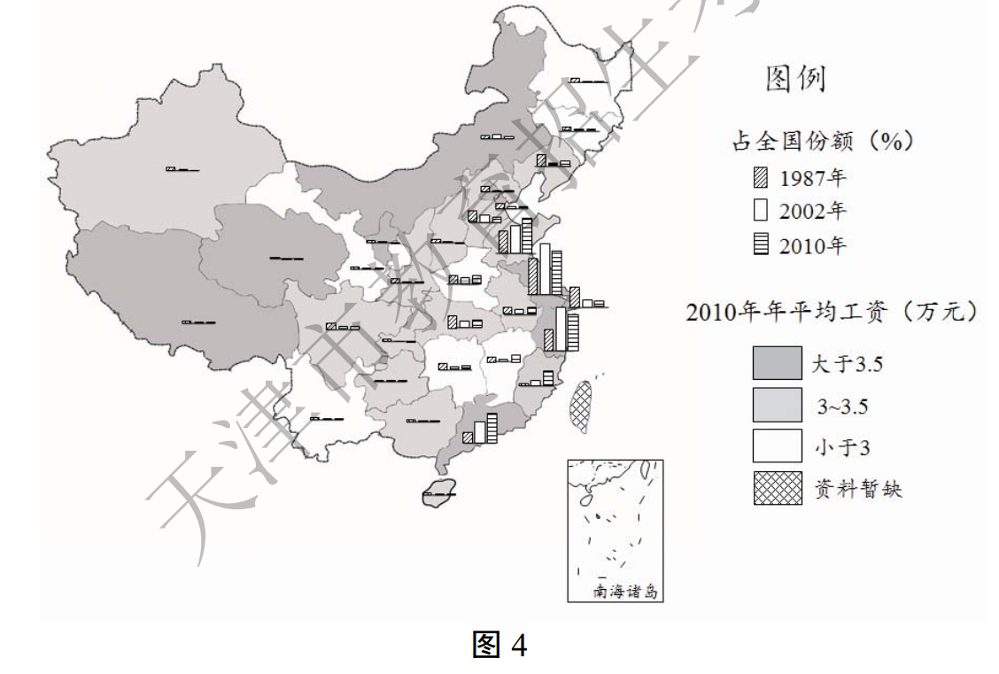 天津市教育招生考
图例
占全国份额（%）
1987年
2002年
2010年
2010年年平均工资（万元）
大于3.5
3~3.5
小于3
资料暂缺
南海诸岛
图 4